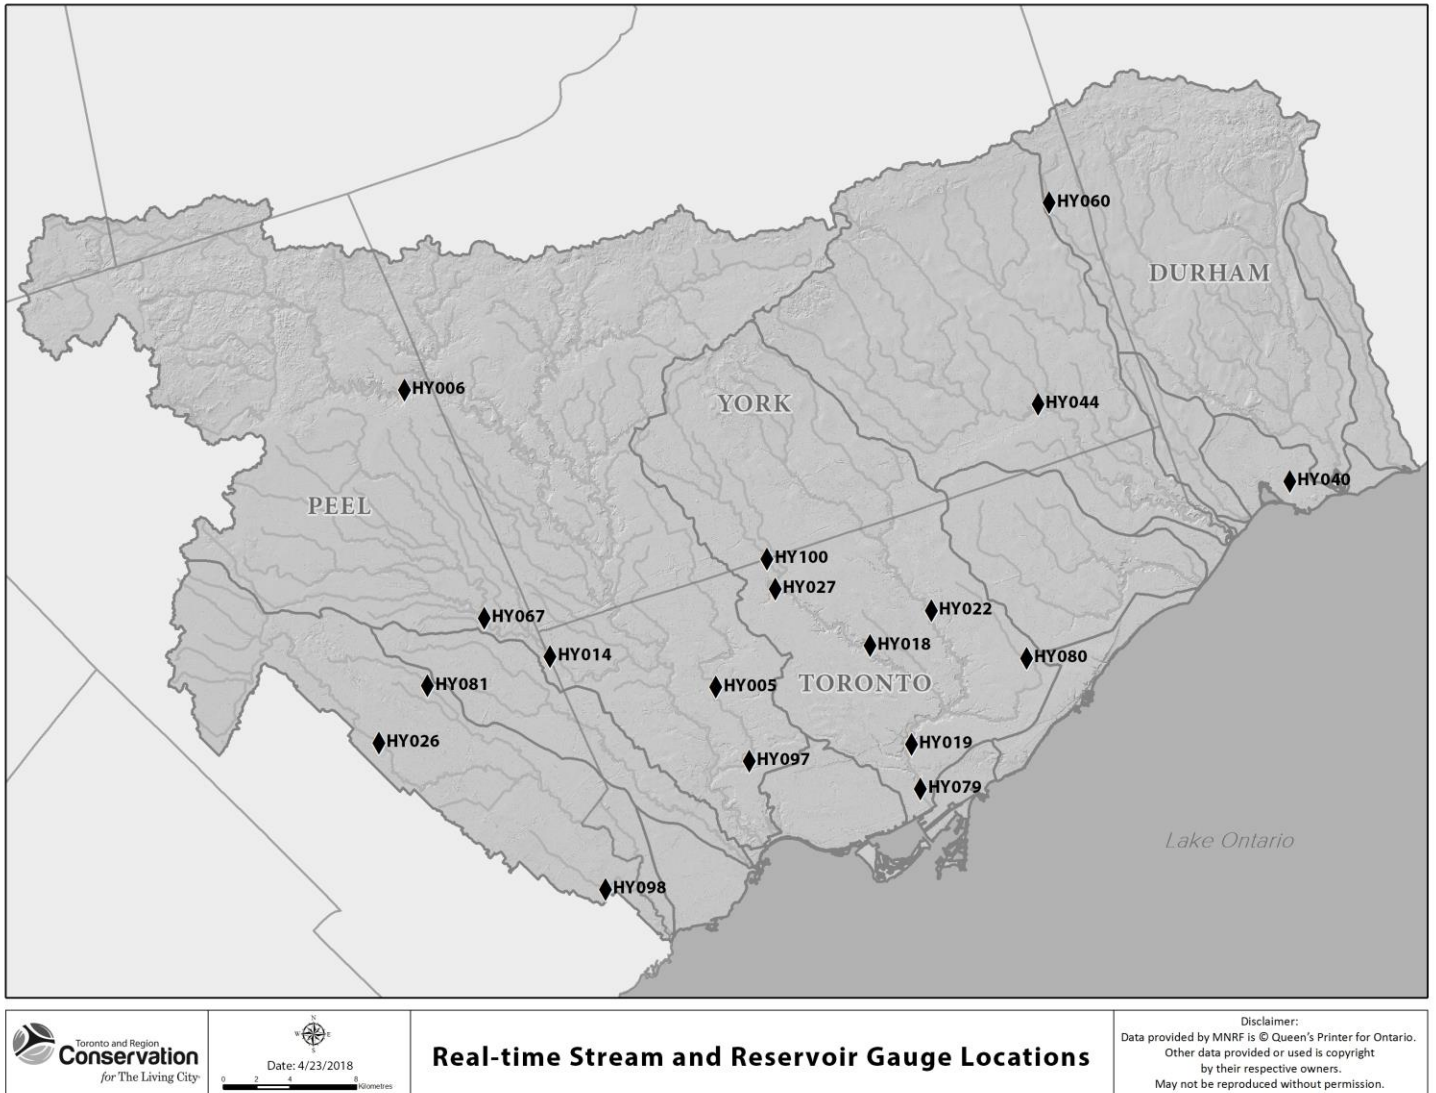 HY060
DURHAM
HY006
YORK
HY044
HY040
PEEL
HY100
HY027
HY022
HY067
HY018
HY014
HY080
HY081
HY005
TORONTO
HY026
HY019
HY097
HY079
Lake Ontario
HY098
Toronto and Region
Conservation
for The Living City
N
W E
S
Date: 4/23/2018
0 2 4 8
Kilometres
Real-time Stream and Reservoir Gauge Locations
Disclaimer:
Data provided by MNRF is © Queen's Printer for Ontario.
Other data provided or used is copyright
by their respective owners.
May not be reproduced without permission.